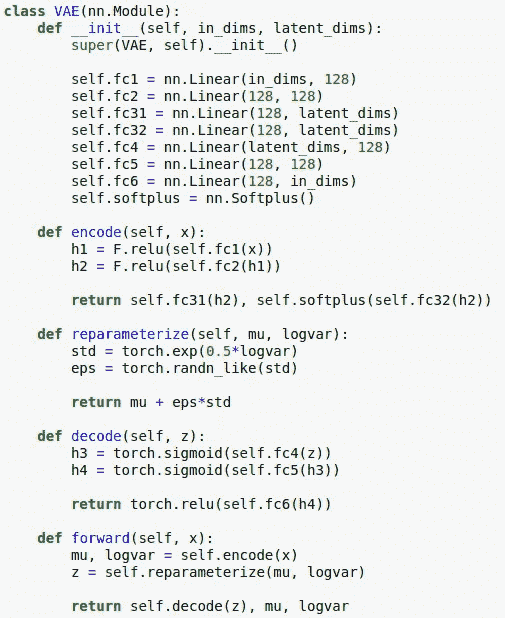 class VAE(nn.Module):
    def __init__(self, in_dims, latent_dims):
        super(VAE, self).__init__()

        self.fc1 = nn.Linear(in_dims, 128)
        self.fc2 = nn.Linear(128, 128)
        self.fc31 = nn.Linear(128, latent_dims)
        self.fc32 = nn.Linear(128, latent_dims)
        self.fc4 = nn.Linear(latent_dims, 128)
        self.fc5 = nn.Linear(128, 128)
        self.fc6 = nn.Linear(128, in_dims)
        self.softplus = nn.Softplus()

    def encode(self, x):
        h1 = F.relu(self.fc1(x))
        h2 = F.relu(self.fc2(h1))

        return self.fc31(h2), self.softplus(self.fc32(h2))

    def reparameterize(self, mu, logvar):
        std = torch.exp(0.5*logvar)
        eps = torch.randn_like(std)

        return mu + eps*std

    def decode(self, z):
        h3 = torch.sigmoid(self.fc4(z))
        h4 = torch.sigmoid(self.fc5(h3))

        return torch.relu(self.fc6(h4))

    def forward(self, x):
        mu, logvar = self.encode(x)
        z = self.reparameterize(mu, logvar)

        return self.decode(z), mu, logvar